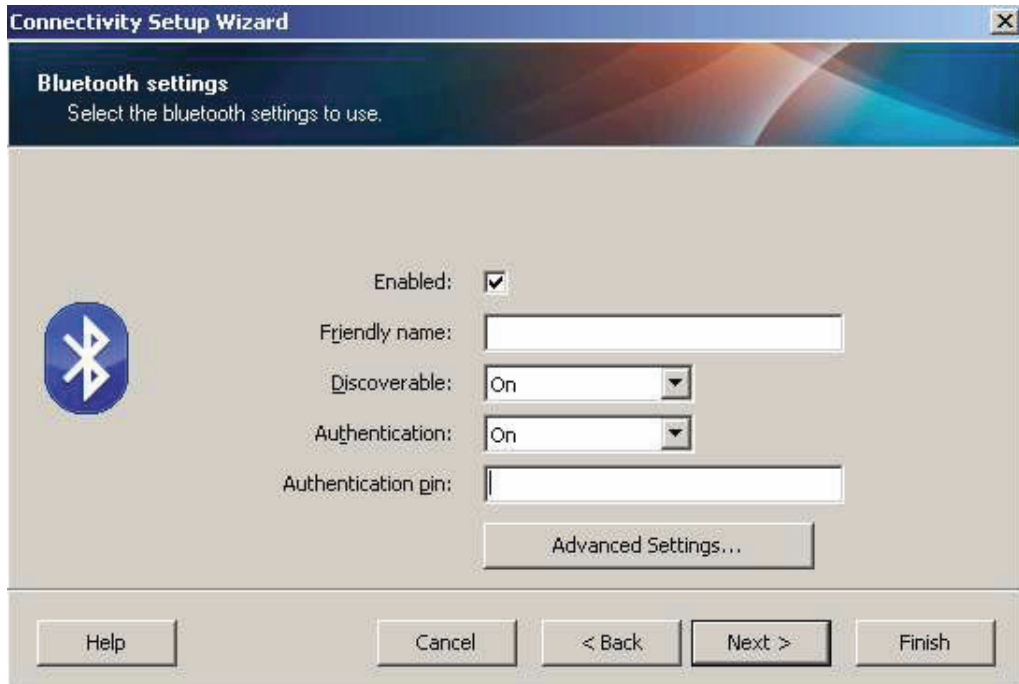 Connectivity Setup Wizard
Bluetooth settings
Select the bluetooth settings to use.
Enabled:
Friendly name:
Discoverable: On
Authentication: On
Authentication pin:
Advanced Settings...
Help Cancel < Back Next > Finish